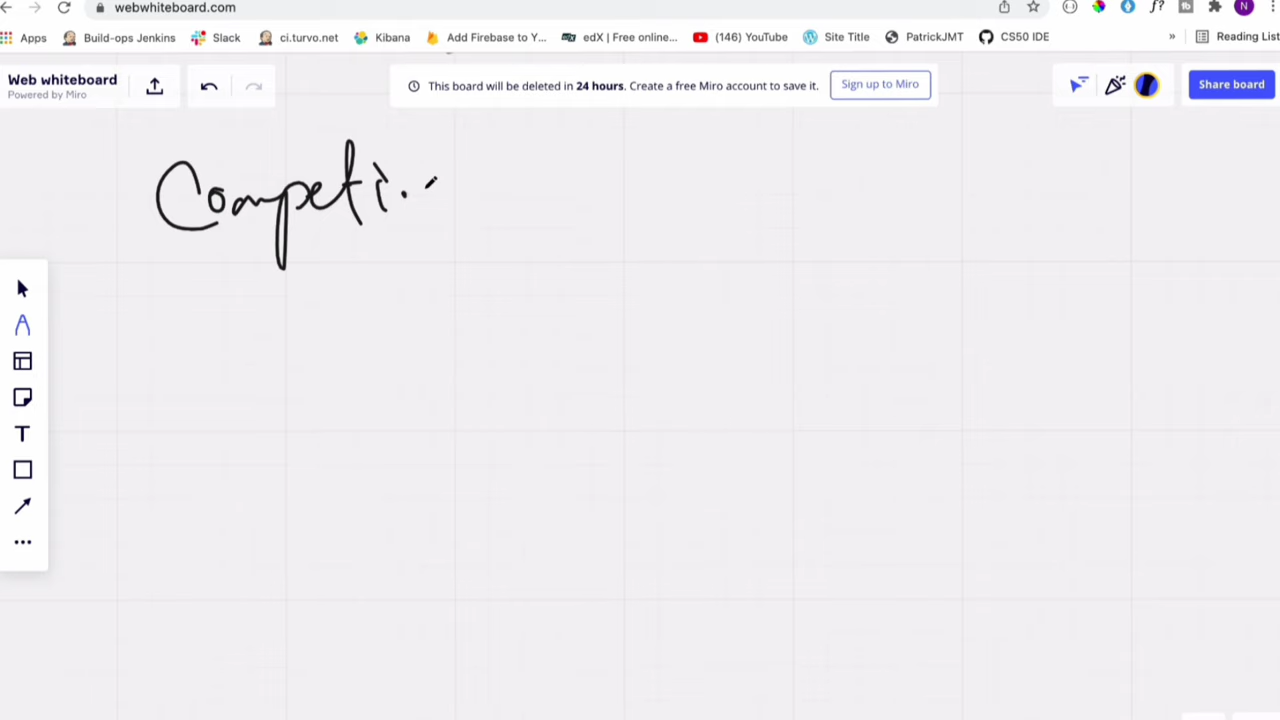 webwhiteboard.com
N
Apps Build-ops Jenkins Slack ci.turvo.net Kibana Add Firebase to Y... edX | Free online... (146) YouTube Site Title PatrickJMT CS50 IDE » Reading List
Web whiteboard
Powered by Miro
This board will be deleted in 24 hours. Create a free Miro account to save it.
Sign up to Miro
Share board
Competi
T